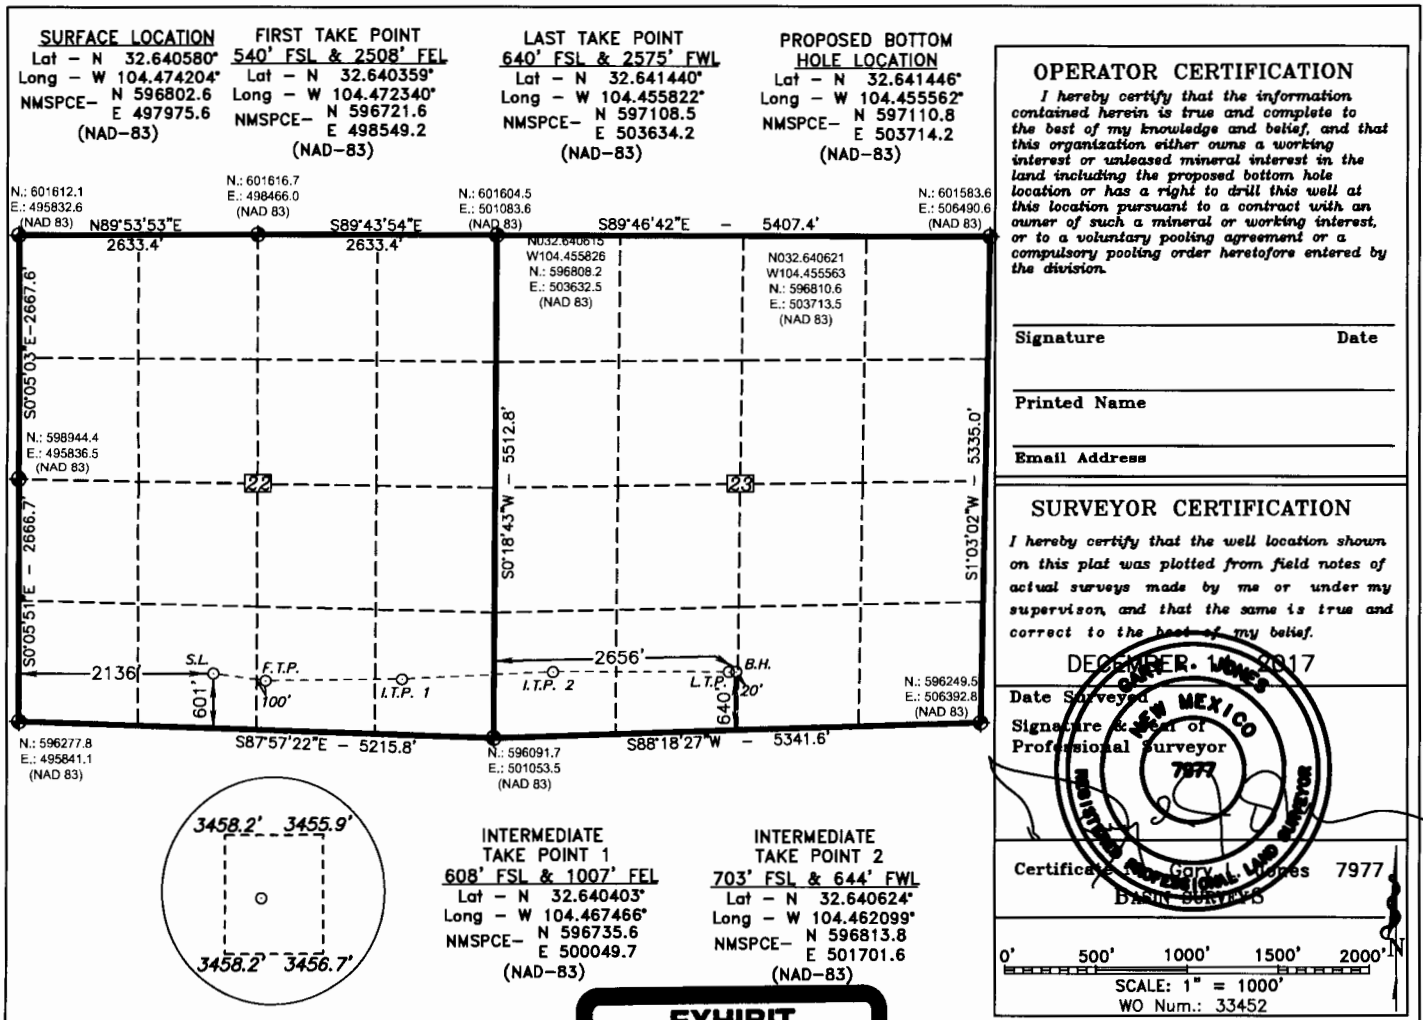 SURFACE LOCATION
Lat - N 32.640580°
Long - W 104.474204°
NMSPCE- N 596802.6
E 497975.6
(NAD-83)
FIRST TAKE POINT
540' FSL & 2508' FEL
Lat - N 32.640359°
Long - W 104.472340°
NMSPCE- N 596721.6
E 498549.2
(NAD-83)
LAST TAKE POINT
640' FSL & 2575' FWL
Lat - N 32.641440°
Long - W 104.455822°
NMSPCE- N 597108.5
E 503634.2
(NAD-83)
PROPOSED BOTTOM
HOLE LOCATION
Lat - N 32.641446°
Long - W 104.455562°
NMSPCE- N 597110.8
E 503714.2
(NAD-83)
N.: 601612.1
E.: 495832.6
(NAD 83)
N.: 601616.7
E.: 498466.0
(NAD 83)
N.: 601604.5
E.: 501083.6
(NAD 83)
N.: 601583.6
E.: 506490.6
(NAD 83)
N89°53'53"E
2633.4'
S89°43'54"E
2633.4'
S89°46'42"E - 5407.4'
N032.640615
W104.455826
N.: 596808.2
E.: 503632.5
(NAD 83)
N032.640621
W104.455563
N.: 596810.6
E.: 503713.5
(NAD 83)
S0°05'03"E-2667.6'
N.: 598944.4
E.: 495836.5
(NAD 83)
22
23
S0°18'43"W - 5512.8'
S1°03'02"W - 5335.0'
S0°05'51"E - 2666.7'
2136'
S.L.
601'
F.T.P.
100'
I.T.P. 1
2656'
I.T.P. 2
L.T.P.
B.H.
20'
640'
N.: 596249.5
E.: 506392.8
(NAD 83)
N.: 596277.8
E.: 495841.1
(NAD 83)
S87°57'22"E - 5215.8'
N.: 596091.7
E.: 501053.5
(NAD 83)
S88°18'27"W - 5341.6'
3458.2' 3455.9'
3458.2' 3456.7'
INTERMEDIATE
TAKE POINT 1
608' FSL & 1007' FEL
Lat - N 32.640403°
Long - W 104.467466°
NMSPCE- N 596735.6
E 500049.7
(NAD-83)
INTERMEDIATE
TAKE POINT 2
703' FSL & 644' FWL
Lat - N 32.640624°
Long - W 104.462099°
NMSPCE- N 596813.8
E 501701.6
(NAD-83)
EXHIBIT
OPERATOR CERTIFICATION
I hereby certify that the information
contained herein is true and complete to
the best of my knowledge and belief, and that
this organization either owns a working
interest or unleased mineral interest in the
land including the proposed bottom hole
location or has a right to drill this well at
this location pursuant to a contract with an
owner of such a mineral or working interest,
or to a voluntary pooling agreement or a
compulsory pooling order heretofore entered by
the division.
Signature Date
Printed Name
Email Address
SURVEYOR CERTIFICATION
I hereby certify that the well location shown
on this plat was plotted from field notes of
actual surveys made by me or under my
supervison, and that the same is true and
correct to the best of my belief.
DECEMBER 2017
Date Surveyed
Signature & Seal of
Professional Surveyor
GARY L. JONES
NEW MEXICO
7977
REGISTERED PROFESSIONAL LAND SURVEYOR
Certificate Gary Jones 7977
BASIN SURVEYS
N
0' 500' 1000' 1500' 2000'
SCALE: 1" = 1000'
WO Num.: 33452